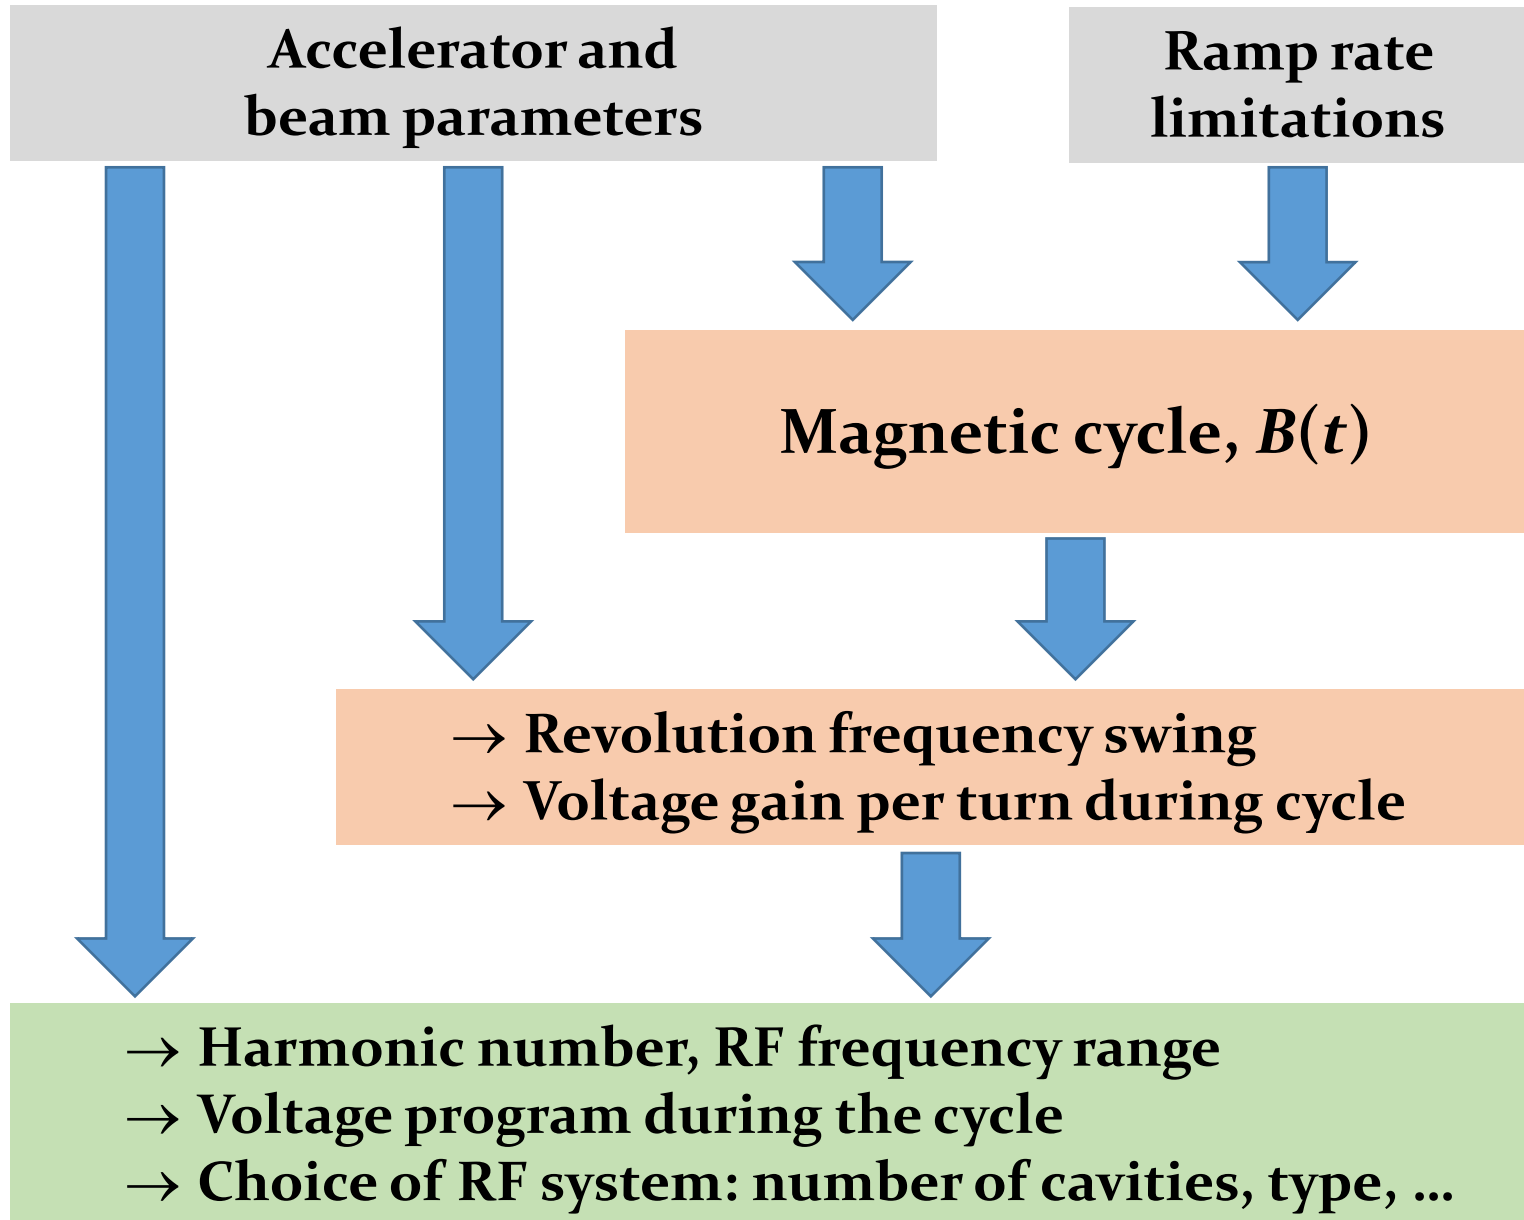 Accelerator and
beam parameters
Ramp rate
limitations
Magnetic cycle, B(t)
→ Revolution frequency swing
→ Voltage gain per turn during cycle
→ Harmonic number, RF frequency range
→ Voltage program during the cycle
→ Choice of RF system: number of cavities, type, …